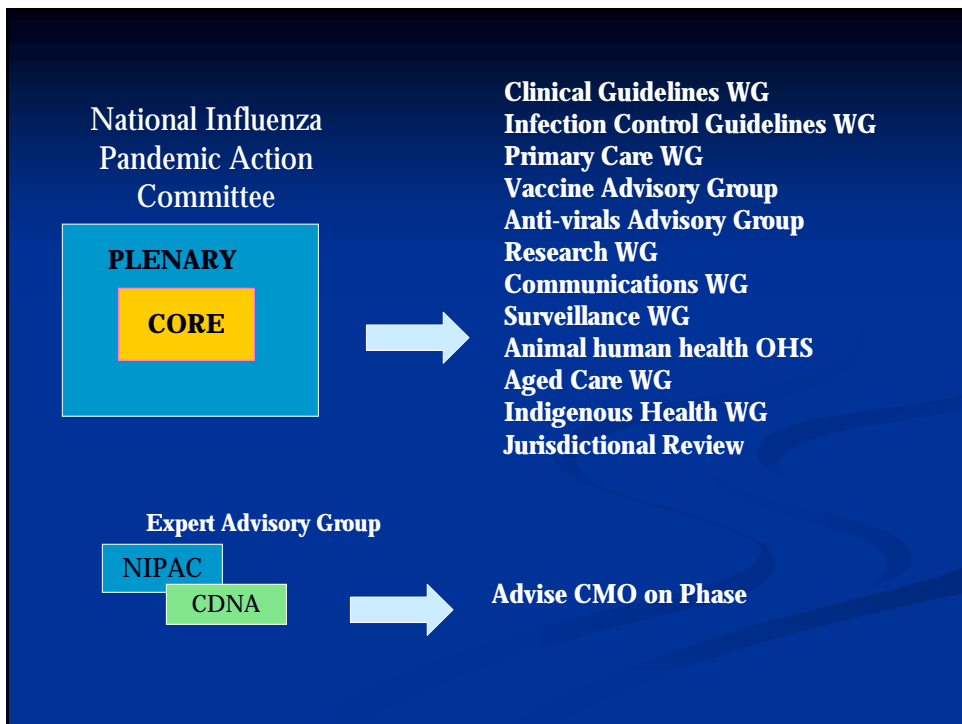 National Influenza
Pandemic Action
Committee
PLENARY
CORE
Clinical Guidelines WG
Infection Control Guidelines WG
Primary Care WG
Vaccine Advisory Group
Anti-virals Advisory Group
Research WG
Communications WG
Surveillance WG
Animal human health OHS
Aged Care WG
Indigenous Health WG
Jurisdictional Review
Expert Advisory Group
NIPAC
CDNA
Advise CMO on Phase